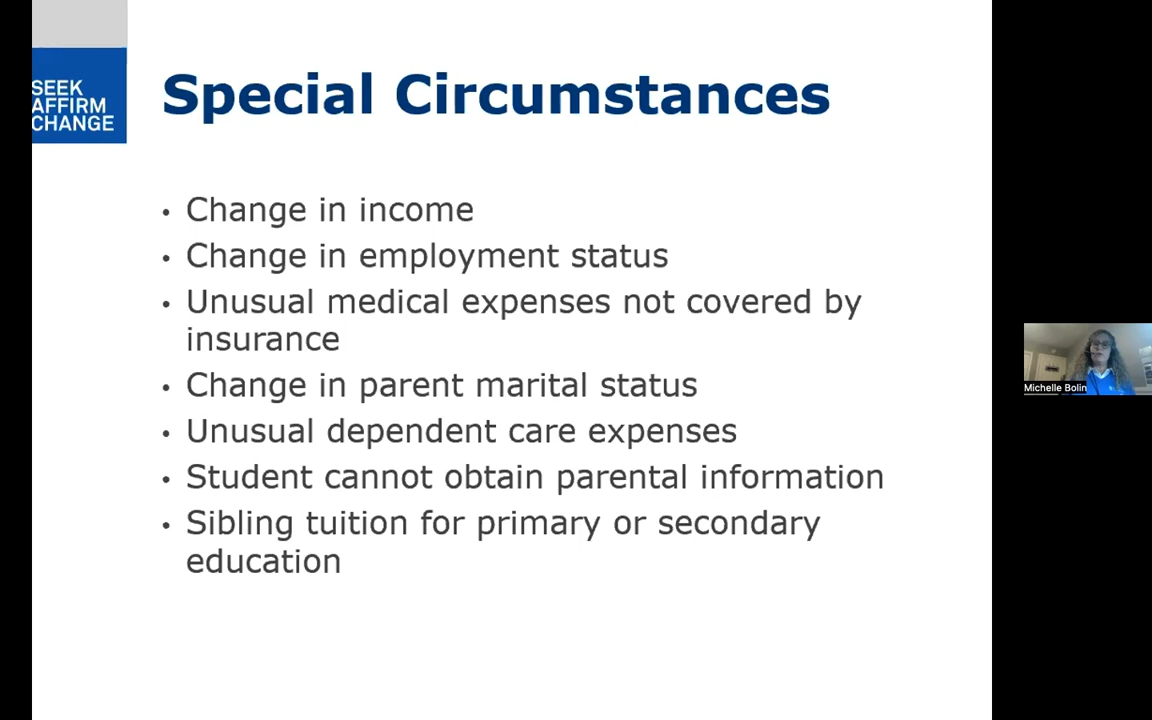 SEEK
AFFIRM
CHANGE
Special Circumstances
• Change in income
• Change in employment status
• Unusual medical expenses not covered by
insurance
• Change in parent marital status
• Unusual dependent care expenses
• Student cannot obtain parental information
• Sibling tuition for primary or secondary
education
Michelle Bolin